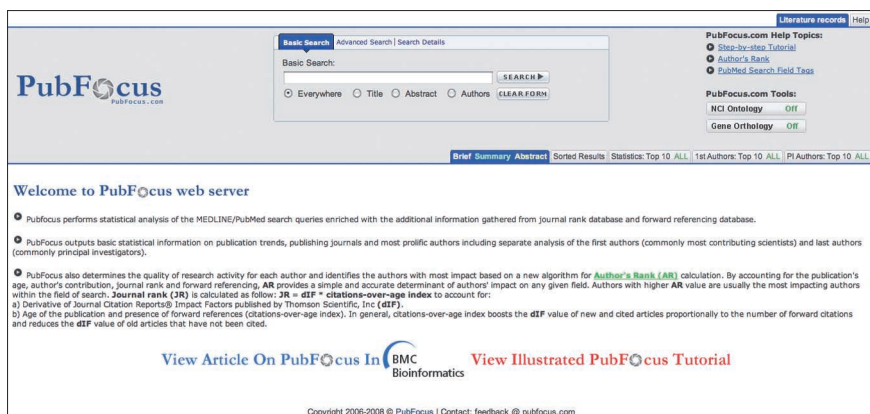 Literature records Help
Basic Search Advanced Search | Search Details
PubFocus.com Help Topics:
Step-by-step Tutorial
Author's Rank
PubMed Search Field Tags
Basic Search:
SEARCH
Everywhere Title Abstract Authors CLEAR FORM
PubFocus
PubFocus.com
PubFocus.com Tools:
NCI Ontology Off
Gene Orthology Off
Brief Summary Abstract Sorted Results Statistics: Top 10 ALL 1st Authors: Top 10 ALL PI Authors: Top 10 ALL
Welcome to PubFocus web server
Pubfocus performs statistical analysis of the MEDLINE/PubMed search queries enriched with the additional information gathered from journal rank database and forward referencing database.
PubFocus outputs basic statistical information on publication trends, publishing journals and most prolific authors including separate analysis of the first authors (commonly most contributing scientists) and last authors
(commonly principal investigators).
PubFocus also determines the quality of research activity for each author and identifies the authors with most impact based on a new algorithm for Author's Rank (AR) calculation. By accounting for the publication's
age, author's contribution, journal rank and forward referencing, AR provides a simple and accurate determinant of authors' impact on any given field. Authors with higher AR value are usually the most impacting authors
within the field of search. Journal rank (JR) is calculated as follow: JR = dIF * citations-over-age index to account for:
a) Derivative of Journal Citation Reports® Impact Factors published by Thomson Scientific, Inc (dIF).
b) Age of the publication and presence of forward references (citations-over-age index). In general, citations-over-age index boosts the dIF value of new and cited articles proportionally to the number of forward citations
and reduces the dIF value of old articles that have not been cited.
View Article On PubFocus In BMC Bioinformatics View Illustrated PubFocus Tutorial
Copyright 2006-2008 © PubFocus | Contact: feedback @ pubfocus.com